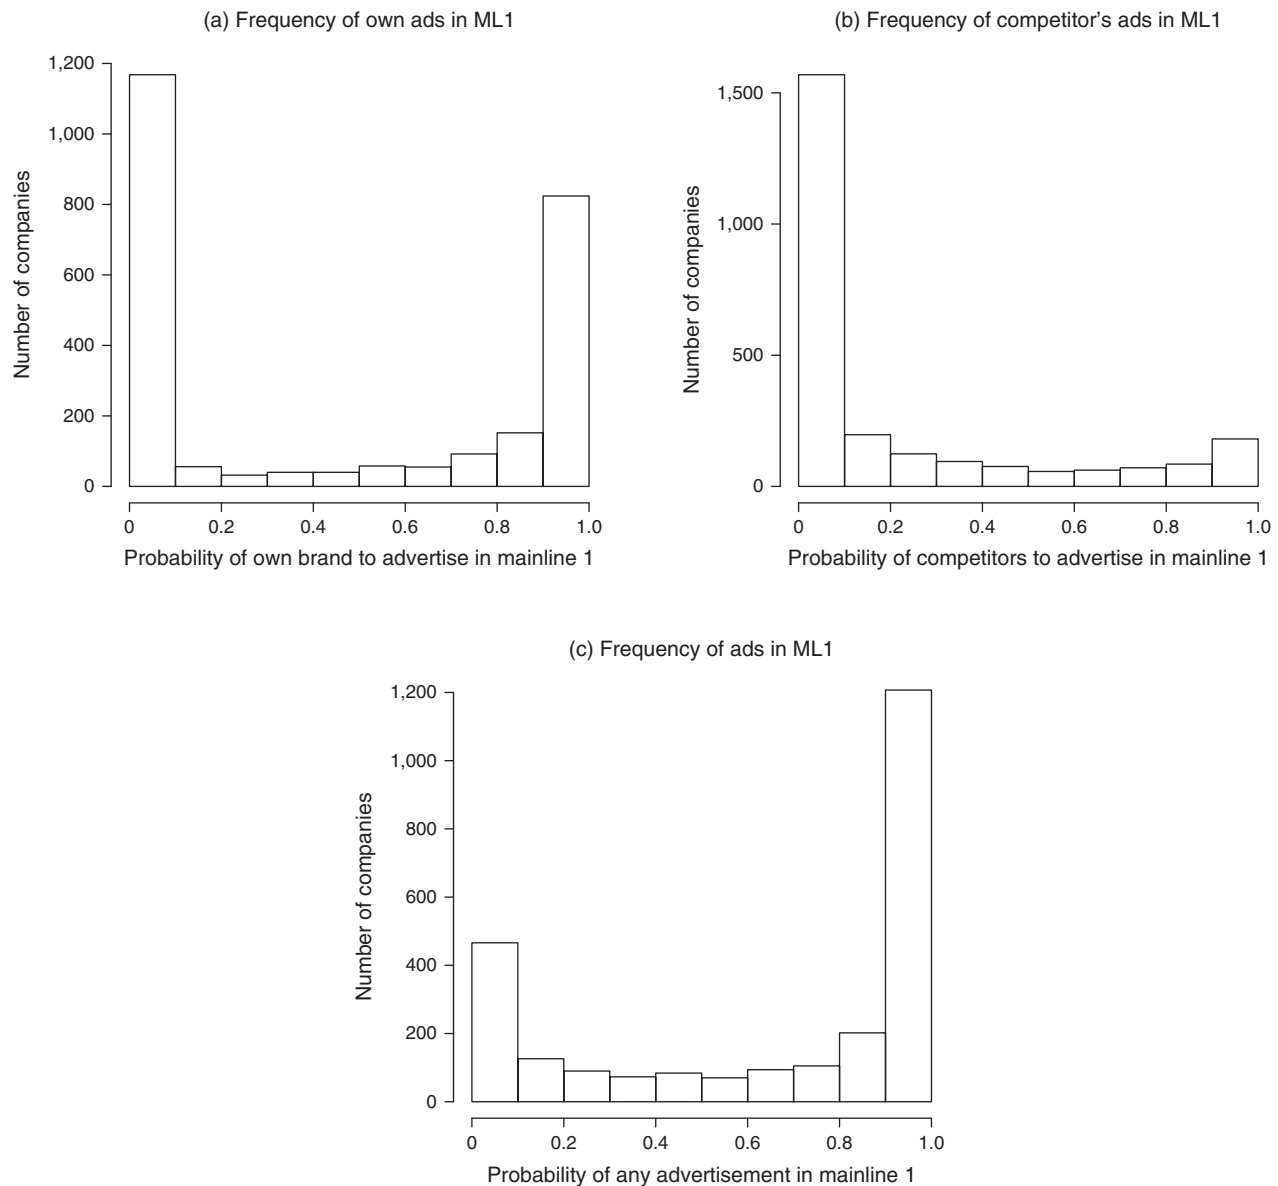 (a) Frequency of own ads in ML1
1,200
1,000
800
600
400
200
0
Number of companies
0 0.2 0.4 0.6 0.8 1.0
Probability of own brand to advertise in mainline 1
(b) Frequency of competitor’s ads in ML1
1,500
1,000
500
0
Number of companies
0 0.2 0.4 0.6 0.8 1.0
Probability of competitors to advertise in mainline 1
(c) Frequency of ads in ML1
1,200
1,000
800
600
400
200
0
Number of companies
0 0.2 0.4 0.6 0.8 1.0
Probability of any advertisement in mainline 1